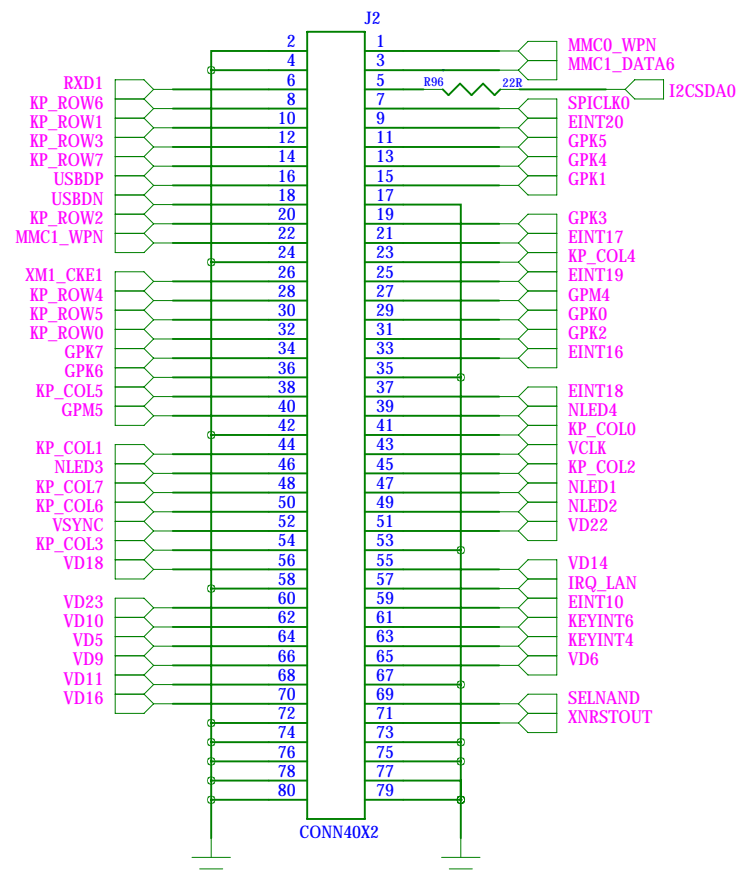 J2
2 1 MMC0_WPN
4 3 MMC1_DATA6
RXD1 6 5 R96 22R I2CSDA0
KP_ROW6 8 7 SPICLK0
KP_ROW1 10 9 EINT20
KP_ROW3 12 11 GPK5
KP_ROW7 14 13 GPK4
USBDP 16 15 GPK1
USBDN 18 17
KP_ROW2 20 19 GPK3
MMC1_WPN 22 21 EINT17
24 23 KP_COL4
XM1_CKE1 26 25 EINT19
KP_ROW4 28 27 GPM4
KP_ROW5 30 29 GPK0
KP_ROW0 32 31 GPK2
GPK7 34 33 EINT16
GPK6 36 35
KP_COL5 38 37 EINT18
GPM5 40 39 NLED4
42 41 KP_COL0
KP_COL1 44 43 VCLK
NLED3 46 45 KP_COL2
KP_COL7 48 47 NLED1
KP_COL6 50 49 NLED2
VSYNC 52 51 VD22
KP_COL3 54 53
VD18 56 55 VD14
58 57 IRQ_LAN
VD23 60 59 EINT10
VD10 62 61 KEYINT6
VD5 64 63 KEYINT4
VD9 66 65 VD6
VD11 68 67
VD16 70 69 SELNAND
72 71 XNRSTOUT
74 73
76 75
78 77
80 79
CONN40X2